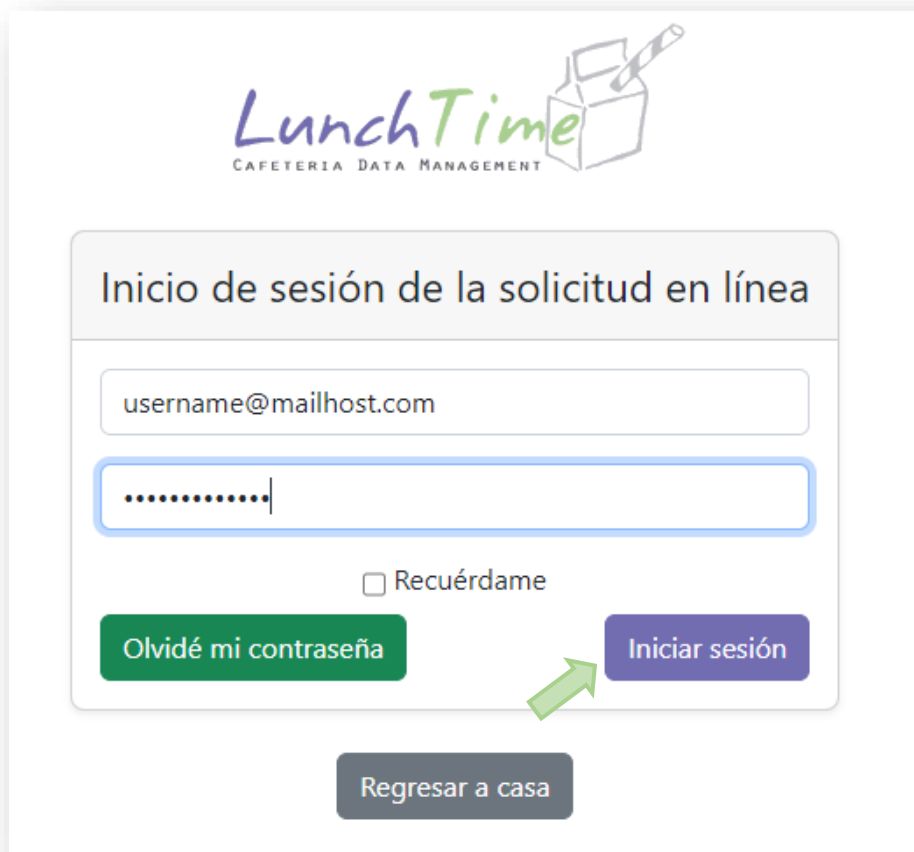 LunchTime
CAFETERIA DATA MANAGEMENT
Inicio de sesión de la solicitud en línea
username@mailhost.com
•••••••••••••
Recuérdame
Olvidé mi contraseña
Iniciar sesión
Regresar a casa